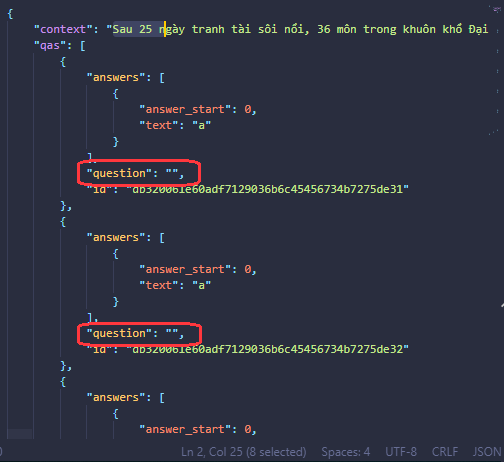 {
"context": "Sau 25 ngày tranh tài sôi nổi, 36 môn trong khuôn khổ Đại
"qas": [
{
"answers": [
{
"answer_start": 0,
"text": "a"
}
],
"question": "",
"id": "db320061e60adf7129036b6c45456734b7275de31"
},
{
"answers": [
{
"answer_start": 0,
"text": "a"
}
],
"question": "",
"id": "db320061e60adf7129036b6c45456734b7275de32"
},
{
"answers": [
{
"answer_start": 0,
Ln 2, Col 25 (8 selected) Spaces: 4 UTF-8 CRLF JSON